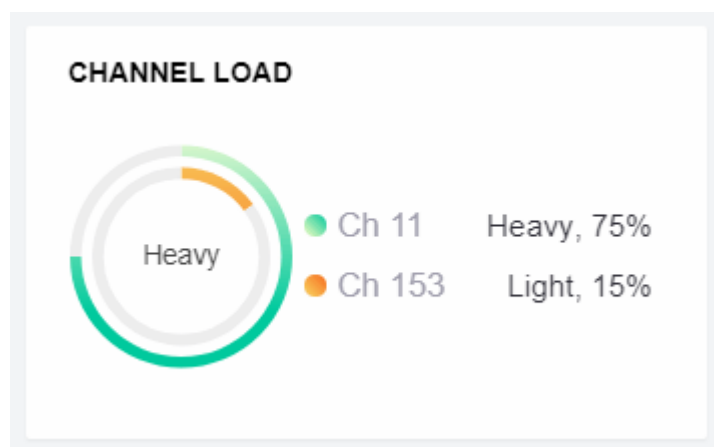 CHANNEL LOAD
Heavy
Ch 11 Heavy, 75%
Ch 153 Light, 15%